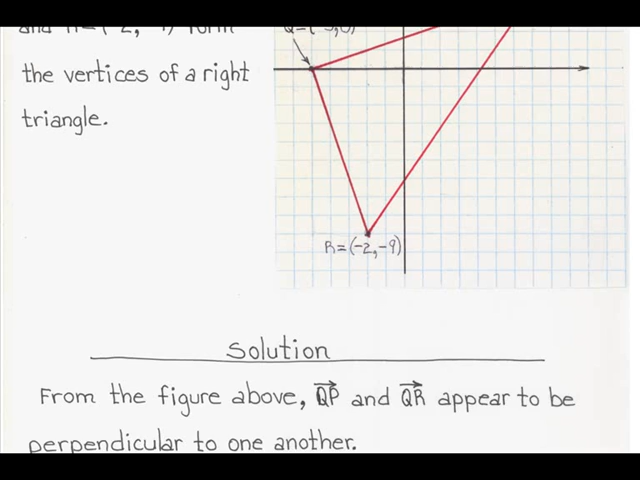 the vertices of a right
triangle.
R=(-2,-9)
Solution
From the figure above, QP and QR appear to be
perpendicular to one another.